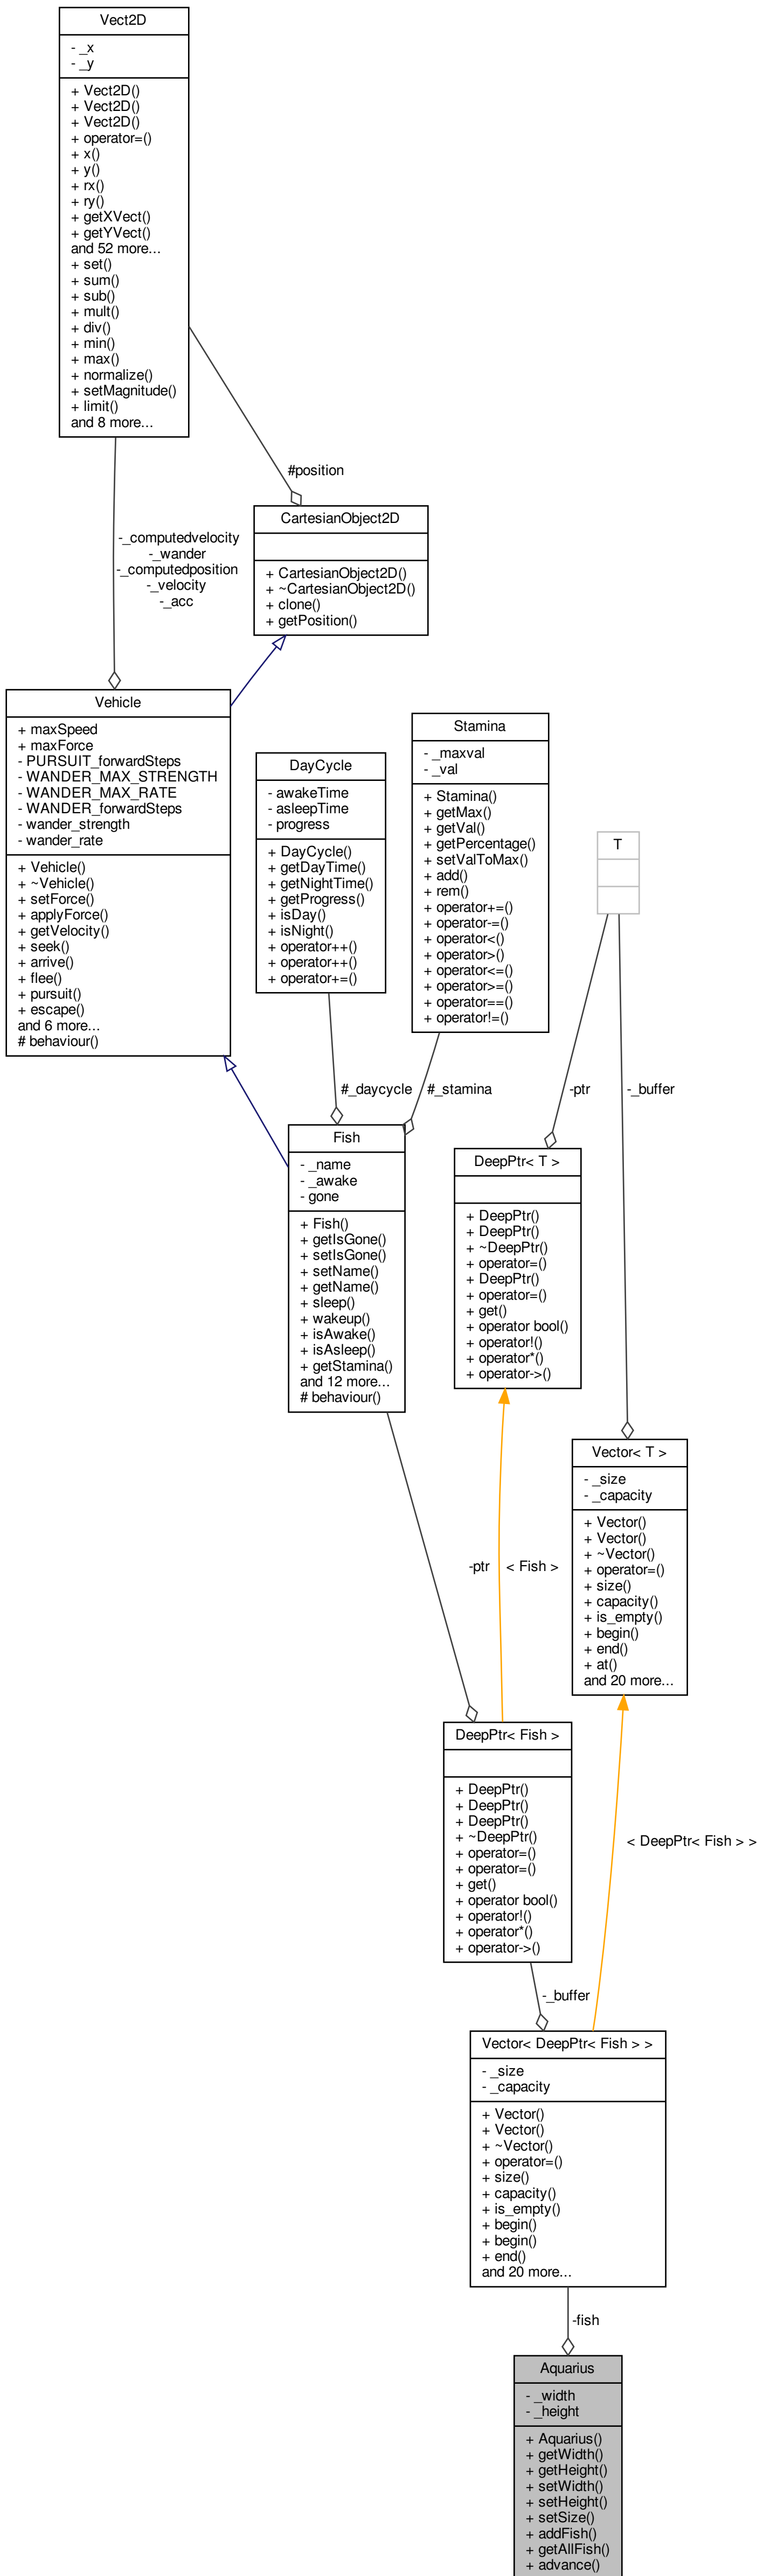 Vect2D
- _x
- _y
+ Vect2D()
+ Vect2D()
+ Vect2D()
+ operator=()
+ x()
+ y()
+ rx()
+ ry()
+ getXVect()
+ getYVect()
and 52 more...
+ set()
+ sum()
+ sub()
+ mult()
+ div()
+ min()
+ max()
+ normalize()
+ setMagnitude()
+ limit()
and 8 more...
#position
-_computedvelocity
-_wander
-_computedposition
-_velocity
-_acc
CartesianObject2D
+ CartesianObject2D()
+ ~CartesianObject2D()
+ clone()
+ getPosition()
Vehicle
+ maxSpeed
+ maxForce
- PURSUIT_forwardSteps
- WANDER_MAX_STRENGTH
- WANDER_MAX_RATE
- WANDER_forwardSteps
- wander_strength
- wander_rate
+ Vehicle()
+ ~Vehicle()
+ setForce()
+ applyForce()
+ getVelocity()
+ seek()
+ arrive()
+ flee()
+ pursuit()
+ escape()
and 6 more...
# behaviour()
DayCycle
- awakeTime
- asleepTime
- progress
+ DayCycle()
+ getDayTime()
+ getNightTime()
+ getProgress()
+ isDay()
+ isNight()
+ operator++()
+ operator++()
+ operator+=()
Stamina
- _maxval
- _val
+ Stamina()
+ getMax()
+ getVal()
+ getPercentage()
+ setValToMax()
+ add()
+ rem()
+ operator+=()
+ operator-=()
+ operator<()
+ operator>()
+ operator<=()
+ operator>=()
+ operator==()
+ operator!=()
T
#_daycycle
#_stamina
-ptr
-_buffer
Fish
- _name
- _awake
- gone
+ Fish()
+ getIsGone()
+ setIsGone()
+ setName()
+ getName()
+ sleep()
+ wakeup()
+ isAwake()
+ isAsleep()
+ getStamina()
and 12 more...
# behaviour()
DeepPtr< T >
+ DeepPtr()
+ DeepPtr()
+ ~DeepPtr()
+ operator=()
+ DeepPtr()
+ operator=()
+ get()
+ operator bool()
+ operator!()
+ operator*()
+ operator->()
Vector< T >
- _size
- _capacity
+ Vector()
+ Vector()
+ ~Vector()
+ operator=()
+ size()
+ capacity()
+ is_empty()
+ begin()
+ end()
+ at()
and 20 more...
-ptr
< Fish >
DeepPtr< Fish >
+ DeepPtr()
+ DeepPtr()
+ DeepPtr()
+ ~DeepPtr()
+ operator=()
+ operator=()
+ get()
+ operator bool()
+ operator!()
+ operator*()
+ operator->()
< DeepPtr< Fish > >
-_buffer
Vector< DeepPtr< Fish > >
- _size
- _capacity
+ Vector()
+ Vector()
+ ~Vector()
+ operator=()
+ size()
+ capacity()
+ is_empty()
+ begin()
+ begin()
+ end()
and 20 more...
-fish
Aquarius
- _width
- _height
+ Aquarius()
+ getWidth()
+ getHeight()
+ setWidth()
+ setHeight()
+ setSize()
+ addFish()
+ getAllFish()
+ advance()